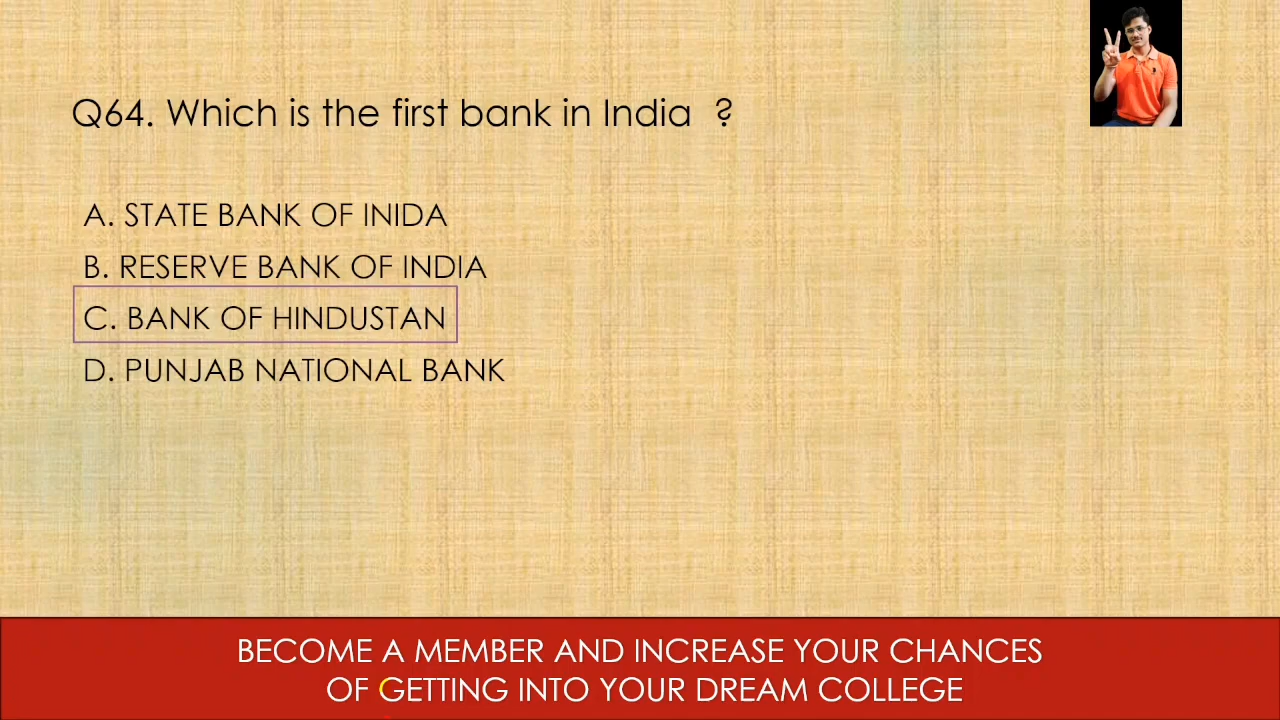 Q64. Which is the first bank in India ?
A. STATE BANK OF INIDA
B. RESERVE BANK OF INDIA
C. BANK OF HINDUSTAN
D. PUNJAB NATIONAL BANK
BECOME A MEMBER AND INCREASE YOUR CHANCES
OF GETTING INTO YOUR DREAM COLLEGE